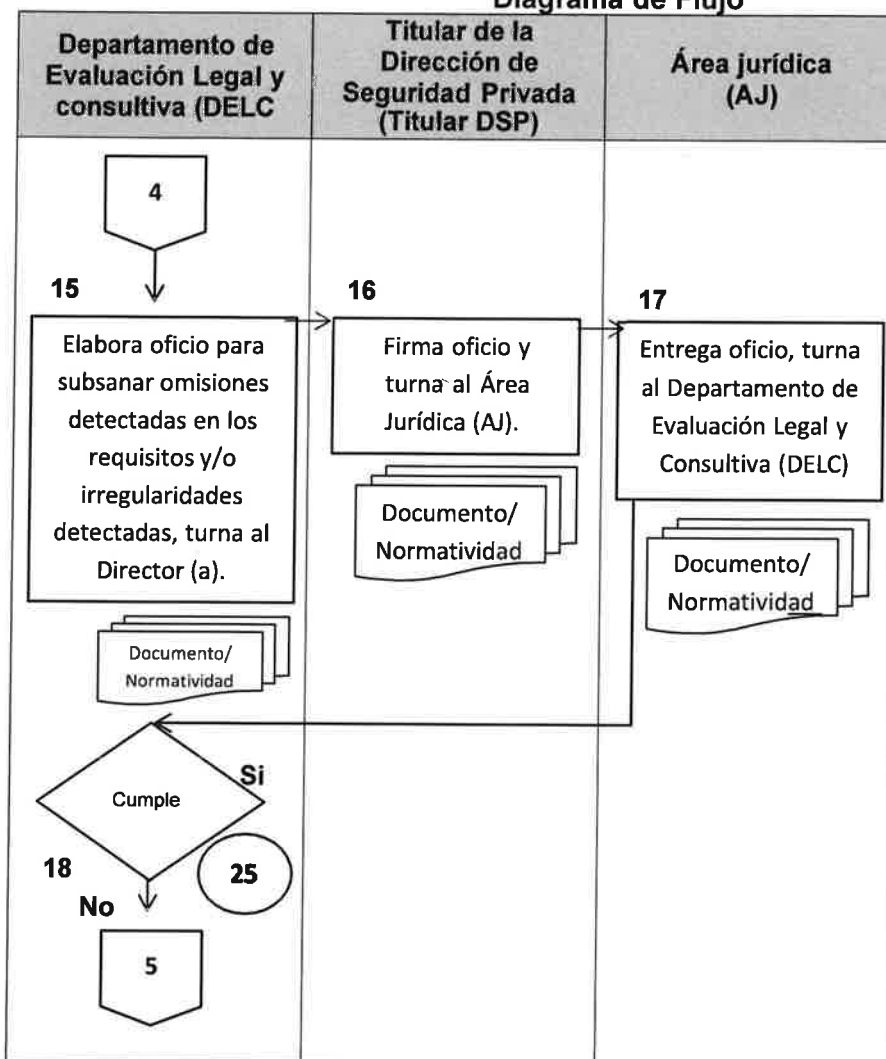 Diagrama de Flujo
Departamento de
Evaluación Legal y
consultiva (DELC
Titular de la
Dirección de
Seguridad Privada
(Titular DSP)
Área jurídica
(AJ)
4
15
Elabora oficio para
subsanar omisiones
detectadas en los
requisitos y/o
irregularidades
detectadas, turna al
Director (a).
Documento/
Normatividad
16
Firma oficio y
turna al Área
Jurídica (AJ).
Documento/
Normatividad
17
Entrega oficio, turna
al Departamento de
Evaluación Legal y
Consultiva (DELC)
Documento/
Normatividad
Cumple
Si
18
25
No
5